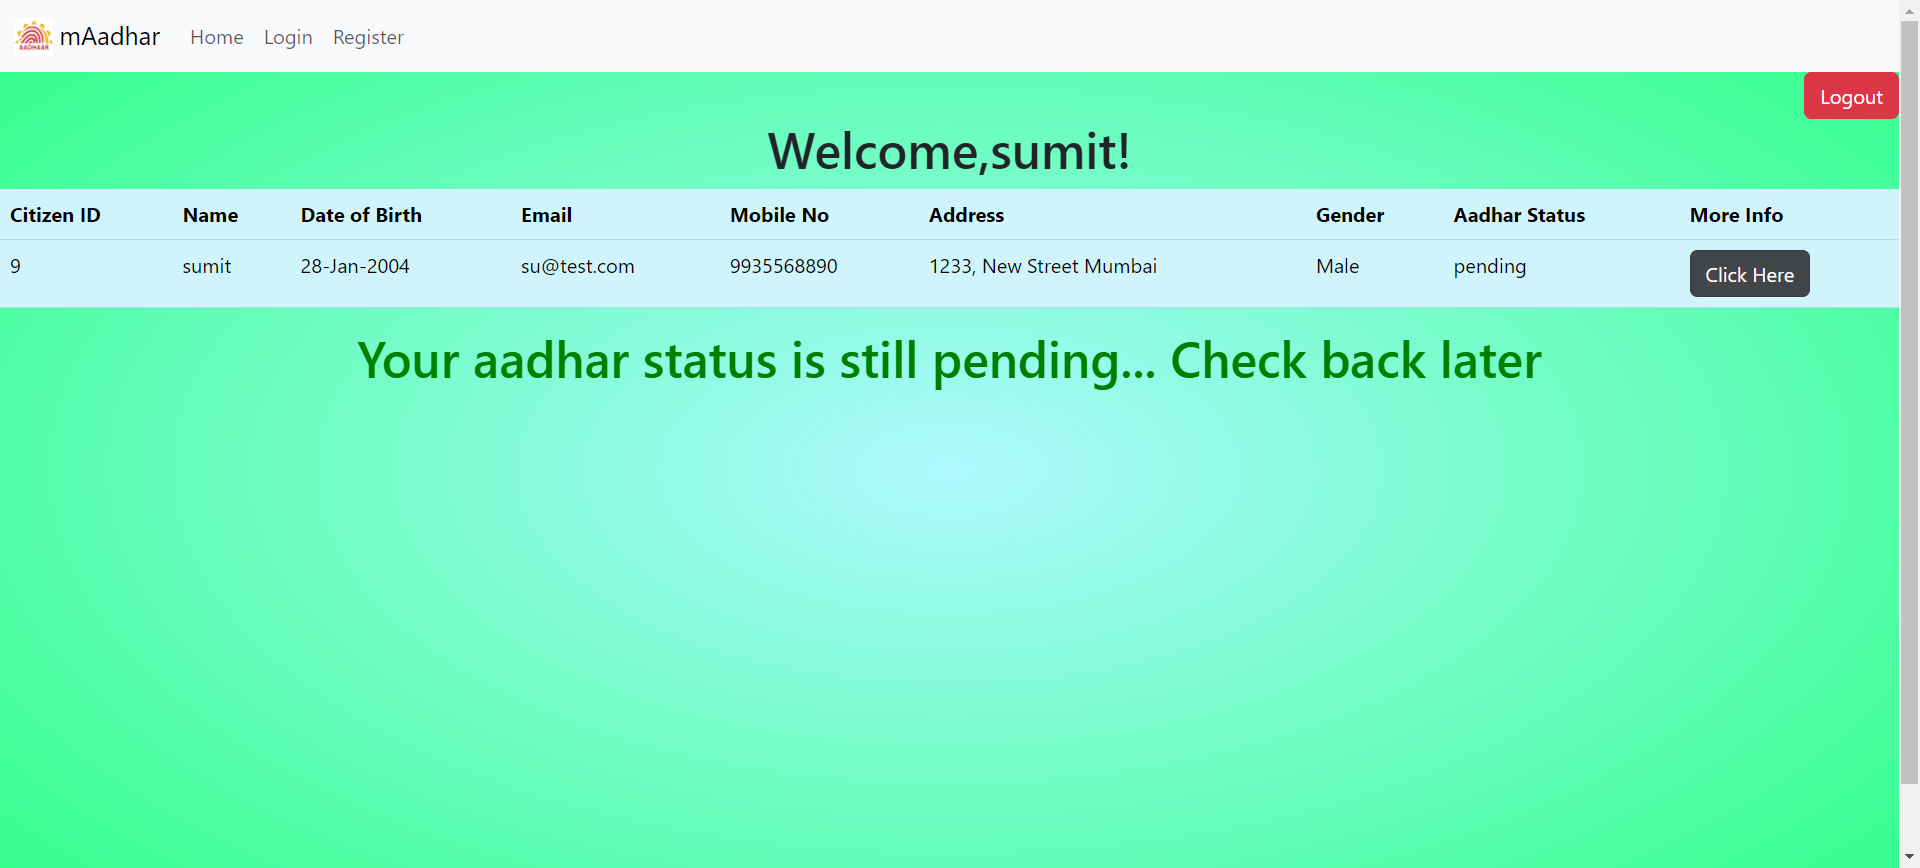 AADHAAR mAadhar Home Login Register
Logout
Welcome,sumit!
Citizen ID Name Date of Birth Email Mobile No Address Gender Aadhar Status More Info
9 sumit 28-Jan-2004 su@test.com 9935568890 1233, New Street Mumbai Male pending Click Here
Your aadhar status is still pending... Check back later